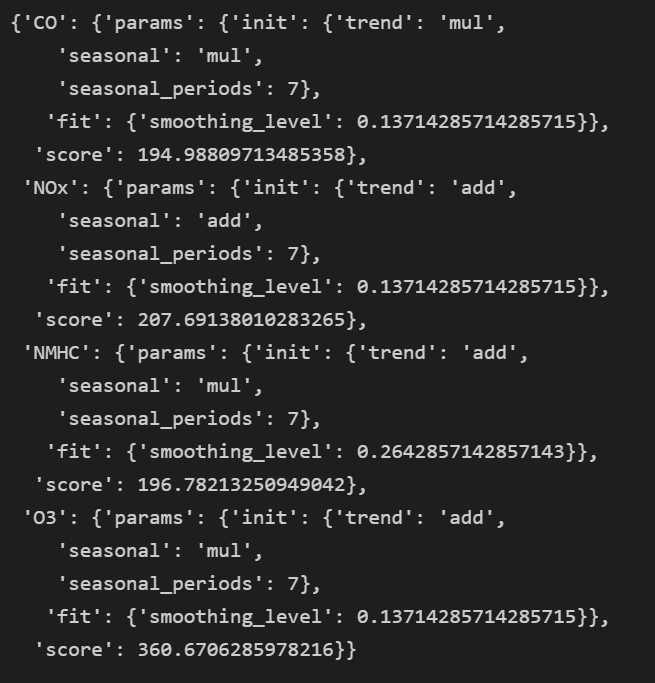 {'CO': {'params': {'init': {'trend': 'mul',
'seasonal': 'mul',
'seasonal_periods': 7},
'fit': {'smoothing_level': 0.13714285714285715}},
'score': 194.98809713485358},
'NOx': {'params': {'init': {'trend': 'add',
'seasonal': 'add',
'seasonal_periods': 7},
'fit': {'smoothing_level': 0.13714285714285715}},
'score': 207.69138010283265},
'NMHC': {'params': {'init': {'trend': 'add',
'seasonal': 'mul',
'seasonal_periods': 7},
'fit': {'smoothing_level': 0.2642857142857143}},
'score': 196.78213250949042},
'O3': {'params': {'init': {'trend': 'add',
'seasonal': 'mul',
'seasonal_periods': 7},
'fit': {'smoothing_level': 0.13714285714285715}},
'score': 360.6706285978216}}